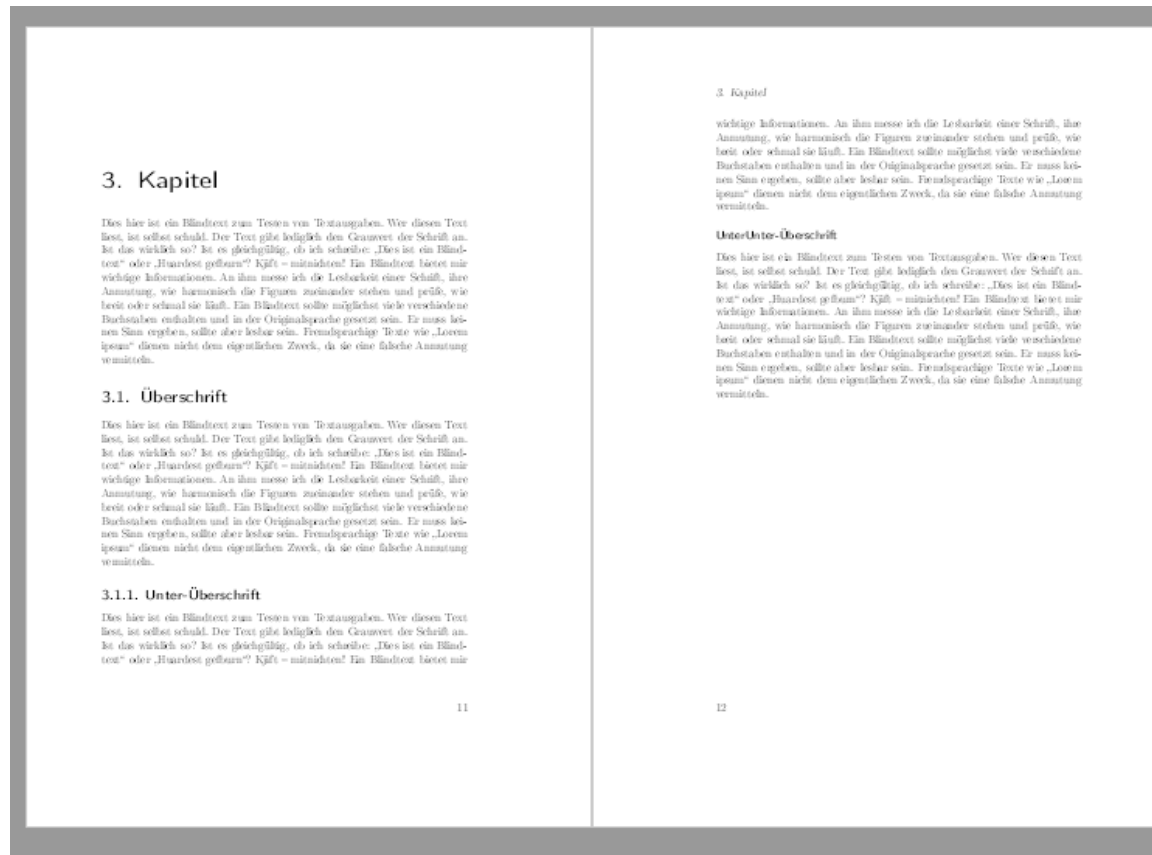 3. Kapitel
Dies hier ist ein Blindtext zum Testen von Textausgaben. Wer diesen Text
liest, ist selbst schuld. Der Text gibt lediglich den Grauwert der Schrift an.
Ist das wirklich so? Ist es gleichgültig, ob ich schreibe: „Dies ist ein Blind-
text“ oder „Huardest gefburn“? Kjift – mitnichten! Ein Blindtext bietet mir
wichtige Informationen. An ihm messe ich die Lesbarkeit einer Schrift, ihre
Anmutung, wie harmonisch die Figuren zueinander stehen und prüfe, wie
breit oder schmal sie läuft. Ein Blindtext sollte möglichst viele verschiedene
Buchstaben enthalten und in der Originalsprache gesetzt sein. Er muss kei-
nen Sinn ergeben, sollte aber lesbar sein. Fremdsprachige Texte wie „Lorem
ipsum“ dienen nicht dem eigentlichen Zweck, da sie eine falsche Anmutung
vermitteln.
3.1. Überschrift
Dies hier ist ein Blindtext zum Testen von Textausgaben. Wer diesen Text
liest, ist selbst schuld. Der Text gibt lediglich den Grauwert der Schrift an.
Ist das wirklich so? Ist es gleichgültig, ob ich schreibe: „Dies ist ein Blind-
text“ oder „Huardest gefburn“? Kjift – mitnichten! Ein Blindtext bietet mir
wichtige Informationen. An ihm messe ich die Lesbarkeit einer Schrift, ihre
Anmutung, wie harmonisch die Figuren zueinander stehen und prüfe, wie
breit oder schmal sie läuft. Ein Blindtext sollte möglichst viele verschiedene
Buchstaben enthalten und in der Originalsprache gesetzt sein. Er muss kei-
nen Sinn ergeben, sollte aber lesbar sein. Fremdsprachige Texte wie „Lorem
ipsum“ dienen nicht dem eigentlichen Zweck, da sie eine falsche Anmutung
vermitteln.
3.1.1. Unter-Überschrift
Dies hier ist ein Blindtext zum Testen von Textausgaben. Wer diesen Text
liest, ist selbst schuld. Der Text gibt lediglich den Grauwert der Schrift an.
Ist das wirklich so? Ist es gleichgültig, ob ich schreibe: „Dies ist ein Blind-
text“ oder „Huardest gefburn“? Kjift – mitnichten! Ein Blindtext bietet mir
11
3. Kapitel
wichtige Informationen. An ihm messe ich die Lesbarkeit einer Schrift, ihre
Anmutung, wie harmonisch die Figuren zueinander stehen und prüfe, wie
breit oder schmal sie läuft. Ein Blindtext sollte möglichst viele verschiedene
Buchstaben enthalten und in der Originalsprache gesetzt sein. Er muss kei-
nen Sinn ergeben, sollte aber lesbar sein. Fremdsprachige Texte wie „Lorem
ipsum“ dienen nicht dem eigentlichen Zweck, da sie eine falsche Anmutung
vermitteln.
UnterUnter-Überschrift
Dies hier ist ein Blindtext zum Testen von Textausgaben. Wer diesen Text
liest, ist selbst schuld. Der Text gibt lediglich den Grauwert der Schrift an.
Ist das wirklich so? Ist es gleichgültig, ob ich schreibe: „Dies ist ein Blind-
text“ oder „Huardest gefburn“? Kjift – mitnichten! Ein Blindtext bietet mir
wichtige Informationen. An ihm messe ich die Lesbarkeit einer Schrift, ihre
Anmutung, wie harmonisch die Figuren zueinander stehen und prüfe, wie
breit oder schmal sie läuft. Ein Blindtext sollte möglichst viele verschiedene
Buchstaben enthalten und in der Originalsprache gesetzt sein. Er muss kei-
nen Sinn ergeben, sollte aber lesbar sein. Fremdsprachige Texte wie „Lorem
ipsum“ dienen nicht dem eigentlichen Zweck, da sie eine falsche Anmutung
vermitteln.
12